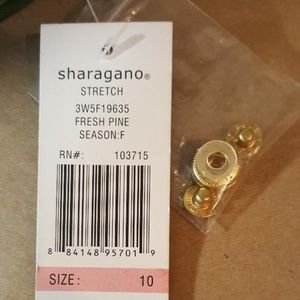 sharagano®
STRETCH
3W5F19635
FRESH PINE
SEASON:F
RN#: 103715
8 84148 95701 9
SIZE: 10